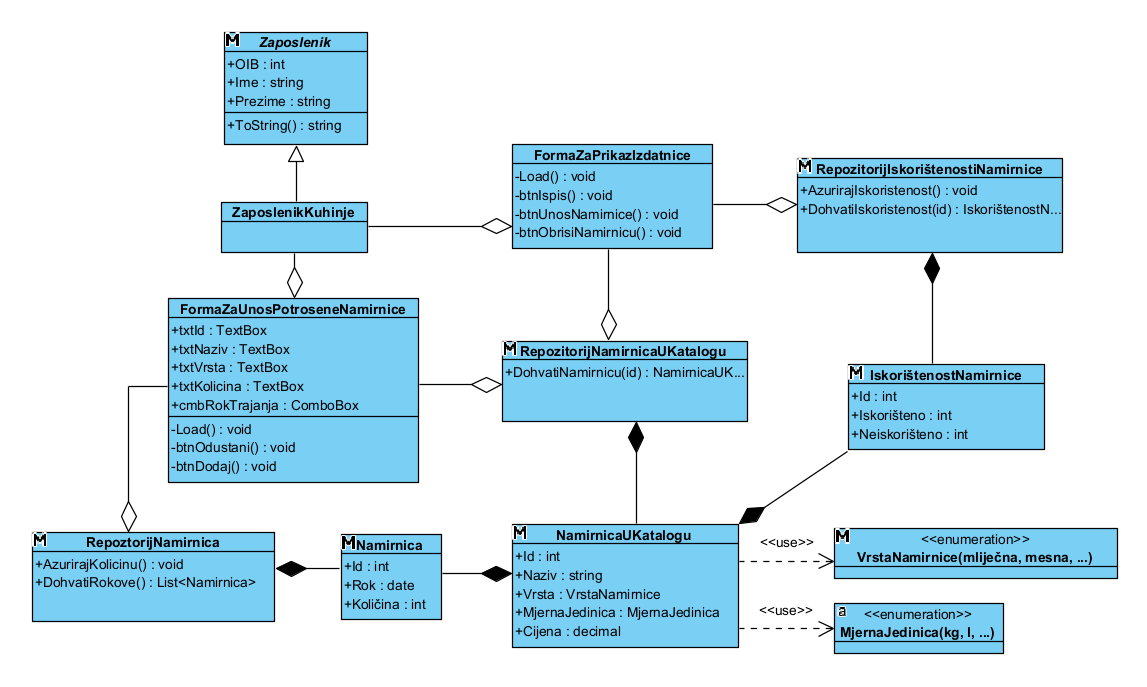 M Zaposlenik
+OIB : int
+Ime : string
+Prezime : string
+ToString() : string
ZaposlenikKuhinje
FormaZaPrikazIzdatnice
-Load() : void
-btnIspis() : void
-btnUnosNamirnice() : void
-btnObrisiNamirnicu() : void
M RepozitorijIskorištenostiNamirnice
+AzurirajIskoristenost() : void
+DohvatiIskoristenost(id) : IskorištenostN...
FormaZaUnosPotroseneNamirnice
+txtId : TextBox
+txtNaziv : TextBox
+txtVrsta : TextBox
+txtKolicina : TextBox
+cmbRokTrajanja : ComboBox
-Load() : void
-btnOdustani() : void
-btnDodaj() : void
M RepozitorijNamirnicaUKatalogu
+DohvatiNamirnicu(id) : NamirnicaUK...
M IskorištenostNamirnice
+Id : int
+Iskorišteno : int
+Neiskorišteno : int
M RepoztorijNamirnica
+AzurirajKolicinu() : void
+DohvatiRokove() : List<Namirnica>
M Namirnica
+Id : int
+Rok : date
+Količina : int
M NamirnicaUKatalogu
+Id : int
+Naziv : string
+Vrsta : VrstaNamirnice
+MjernaJedinica : MjernaJedinica
+Cijena : decimal
<<use>>
M <<enumeration>>
VrstaNamirnice(mliječna, mesna, ...)
<<use>>
a <<enumeration>>
MjernaJedinica(kg, l, ...)